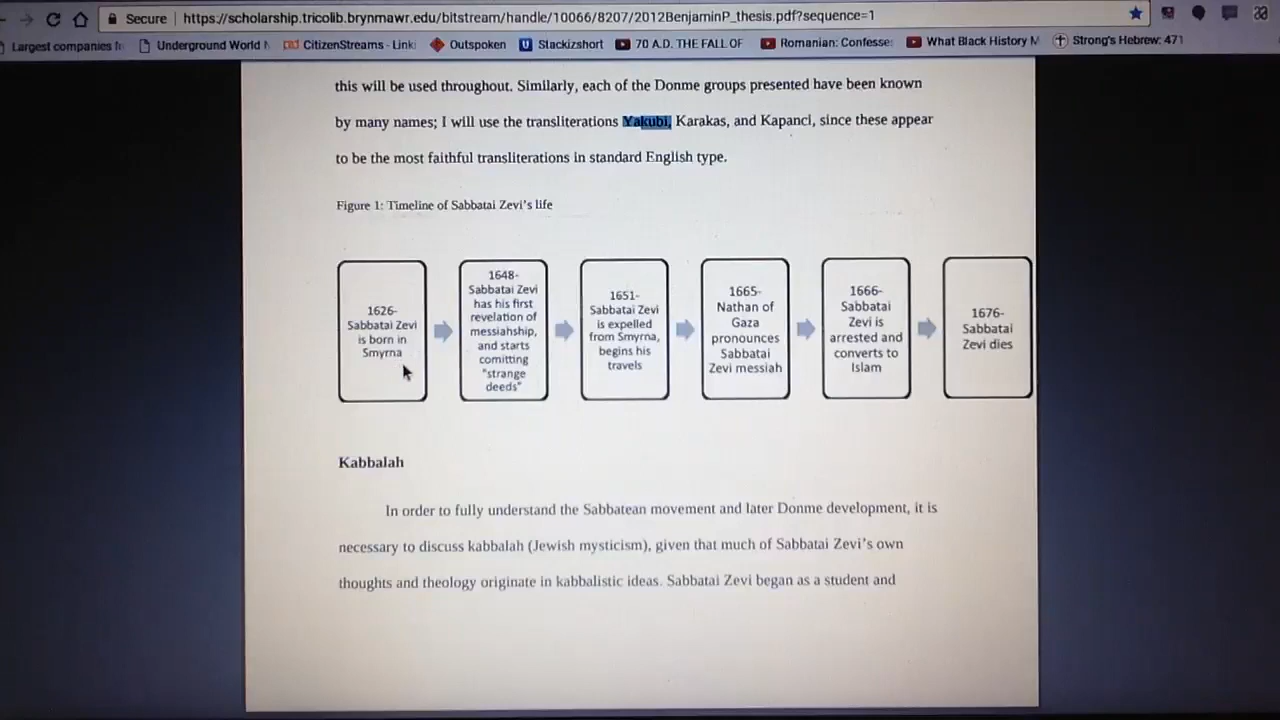 Secure https://scholarship.tricolib.brynmawr.edu/bitstream/handle/10066/8207/2012BenjaminP_thesis.pdf?sequence=1
Largest companies Underground World CitizenStreams - Link Outspoken Slackizshort 70 A.D. THE FALL OF Romanian: Confesse What Black History M Strong's Hebrew: 471
this will be used throughout. Similarly, each of the Donme groups presented have been known
by many names; I will use the transliterations Yakubi, Karakas, and Kapanci, since these appear
to be the most faithful transliterations in standard English type.
Figure 1: Timeline of Sabbatai Zevi's life
1626-
Sabbatai Zevi
is born in
Smyrna
1648-
Sabbatai Zevi
has his first
revelation of
messiahship,
and starts
comitting
"strange
deeds"
1651-
Sabbatai Zevi
is expelled
from Smyrna,
begins his
travels
1665-
Nathan of
Gaza
pronounces
Sabbatai
Zevi messiah
1666-
Sabbatai
Zevi is
arrested and
converts to
Islam
1676-
Sabbatai
Zevi dies
Kabbalah
In order to fully understand the Sabbatean movement and later Donme development, it is
necessary to discuss kabbalah (Jewish mysticism), given that much of Sabbatai Zevi's own
thoughts and theology originate in kabbalistic ideas. Sabbatai Zevi began as a student and